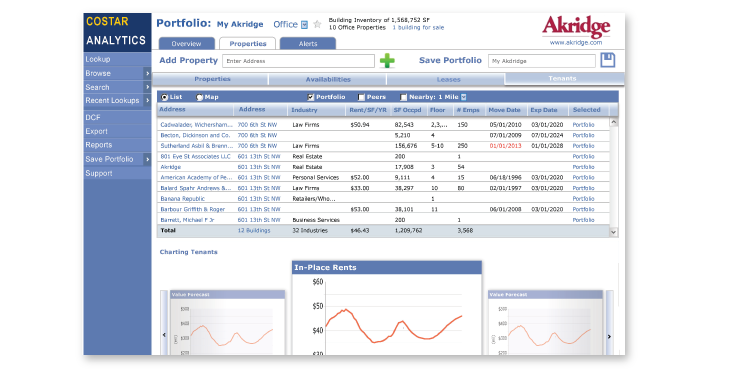 COSTAR
ANALYTICS
Portfolio: My Akridge Office
Building Inventory of 1,568,752 SF
10 Office Properties 1 building for sale
Akridge
www.akridge.com
Overview Properties Alerts
Add Property Enter Address Save Portfolio My Akridge
Properties Availabilities Leases Tenants
Lookup
Browse
Search
Recent Lookups
DCF
Export
Reports
Save Portfolio
Support
List Map Portfolio Peers Nearby: 1 Mile
Address Address Industry Rent/SF/YR SF Occpd Floor # Emps Move Date Exp Date Selected
Cadwalader, Wichersham... 700 6th St NW Law Firms $50.94 82,543 2,3,... 150 05/01/2010 03/01/2020 Portfolio
Becton, Dickinson and Co. 700 6th St NW 5,210 4 07/01/2009 07/01/2024 Portfolio
Sutherland Asbil & Brenn... 700 6th St NW Law Firms 156,676 5-10 250 01/01/2013 01/01/2028 Portfolio
801 Eve St Associates LLC 601 13th St NW Real Estate 200 1 Portfolio
Akridge 601 13th St NW Real Estate 17,908 3 54 Portfolio
American Academy of Pe... 601 13th St NW Personal Services $52.00 9,111 4 15 06/18/1996 03/01/2020 Portfolio
Balard Spahr Andrews &... 601 13th St NW Law Firms $33.00 38,297 10 80 02/01/1997 03/01/2020 Portfolio
Banana Republic 601 13th St NW Retailers/Who... 1 Portfolio
Barbour Griffith & Roger 601 13th St NW $53.00 38,101 11 06/01/2008 03/01/2020 Portfolio
Barrett, Michael F Jr 601 13th St NW Business Services 200 1 Portfolio
Total 12 Buildings 32 Industries $46.43 1,209,762 3,568
Charting Tenants
Value Forecast
In-Place Rents
$60
$50
$40
Value Forecast